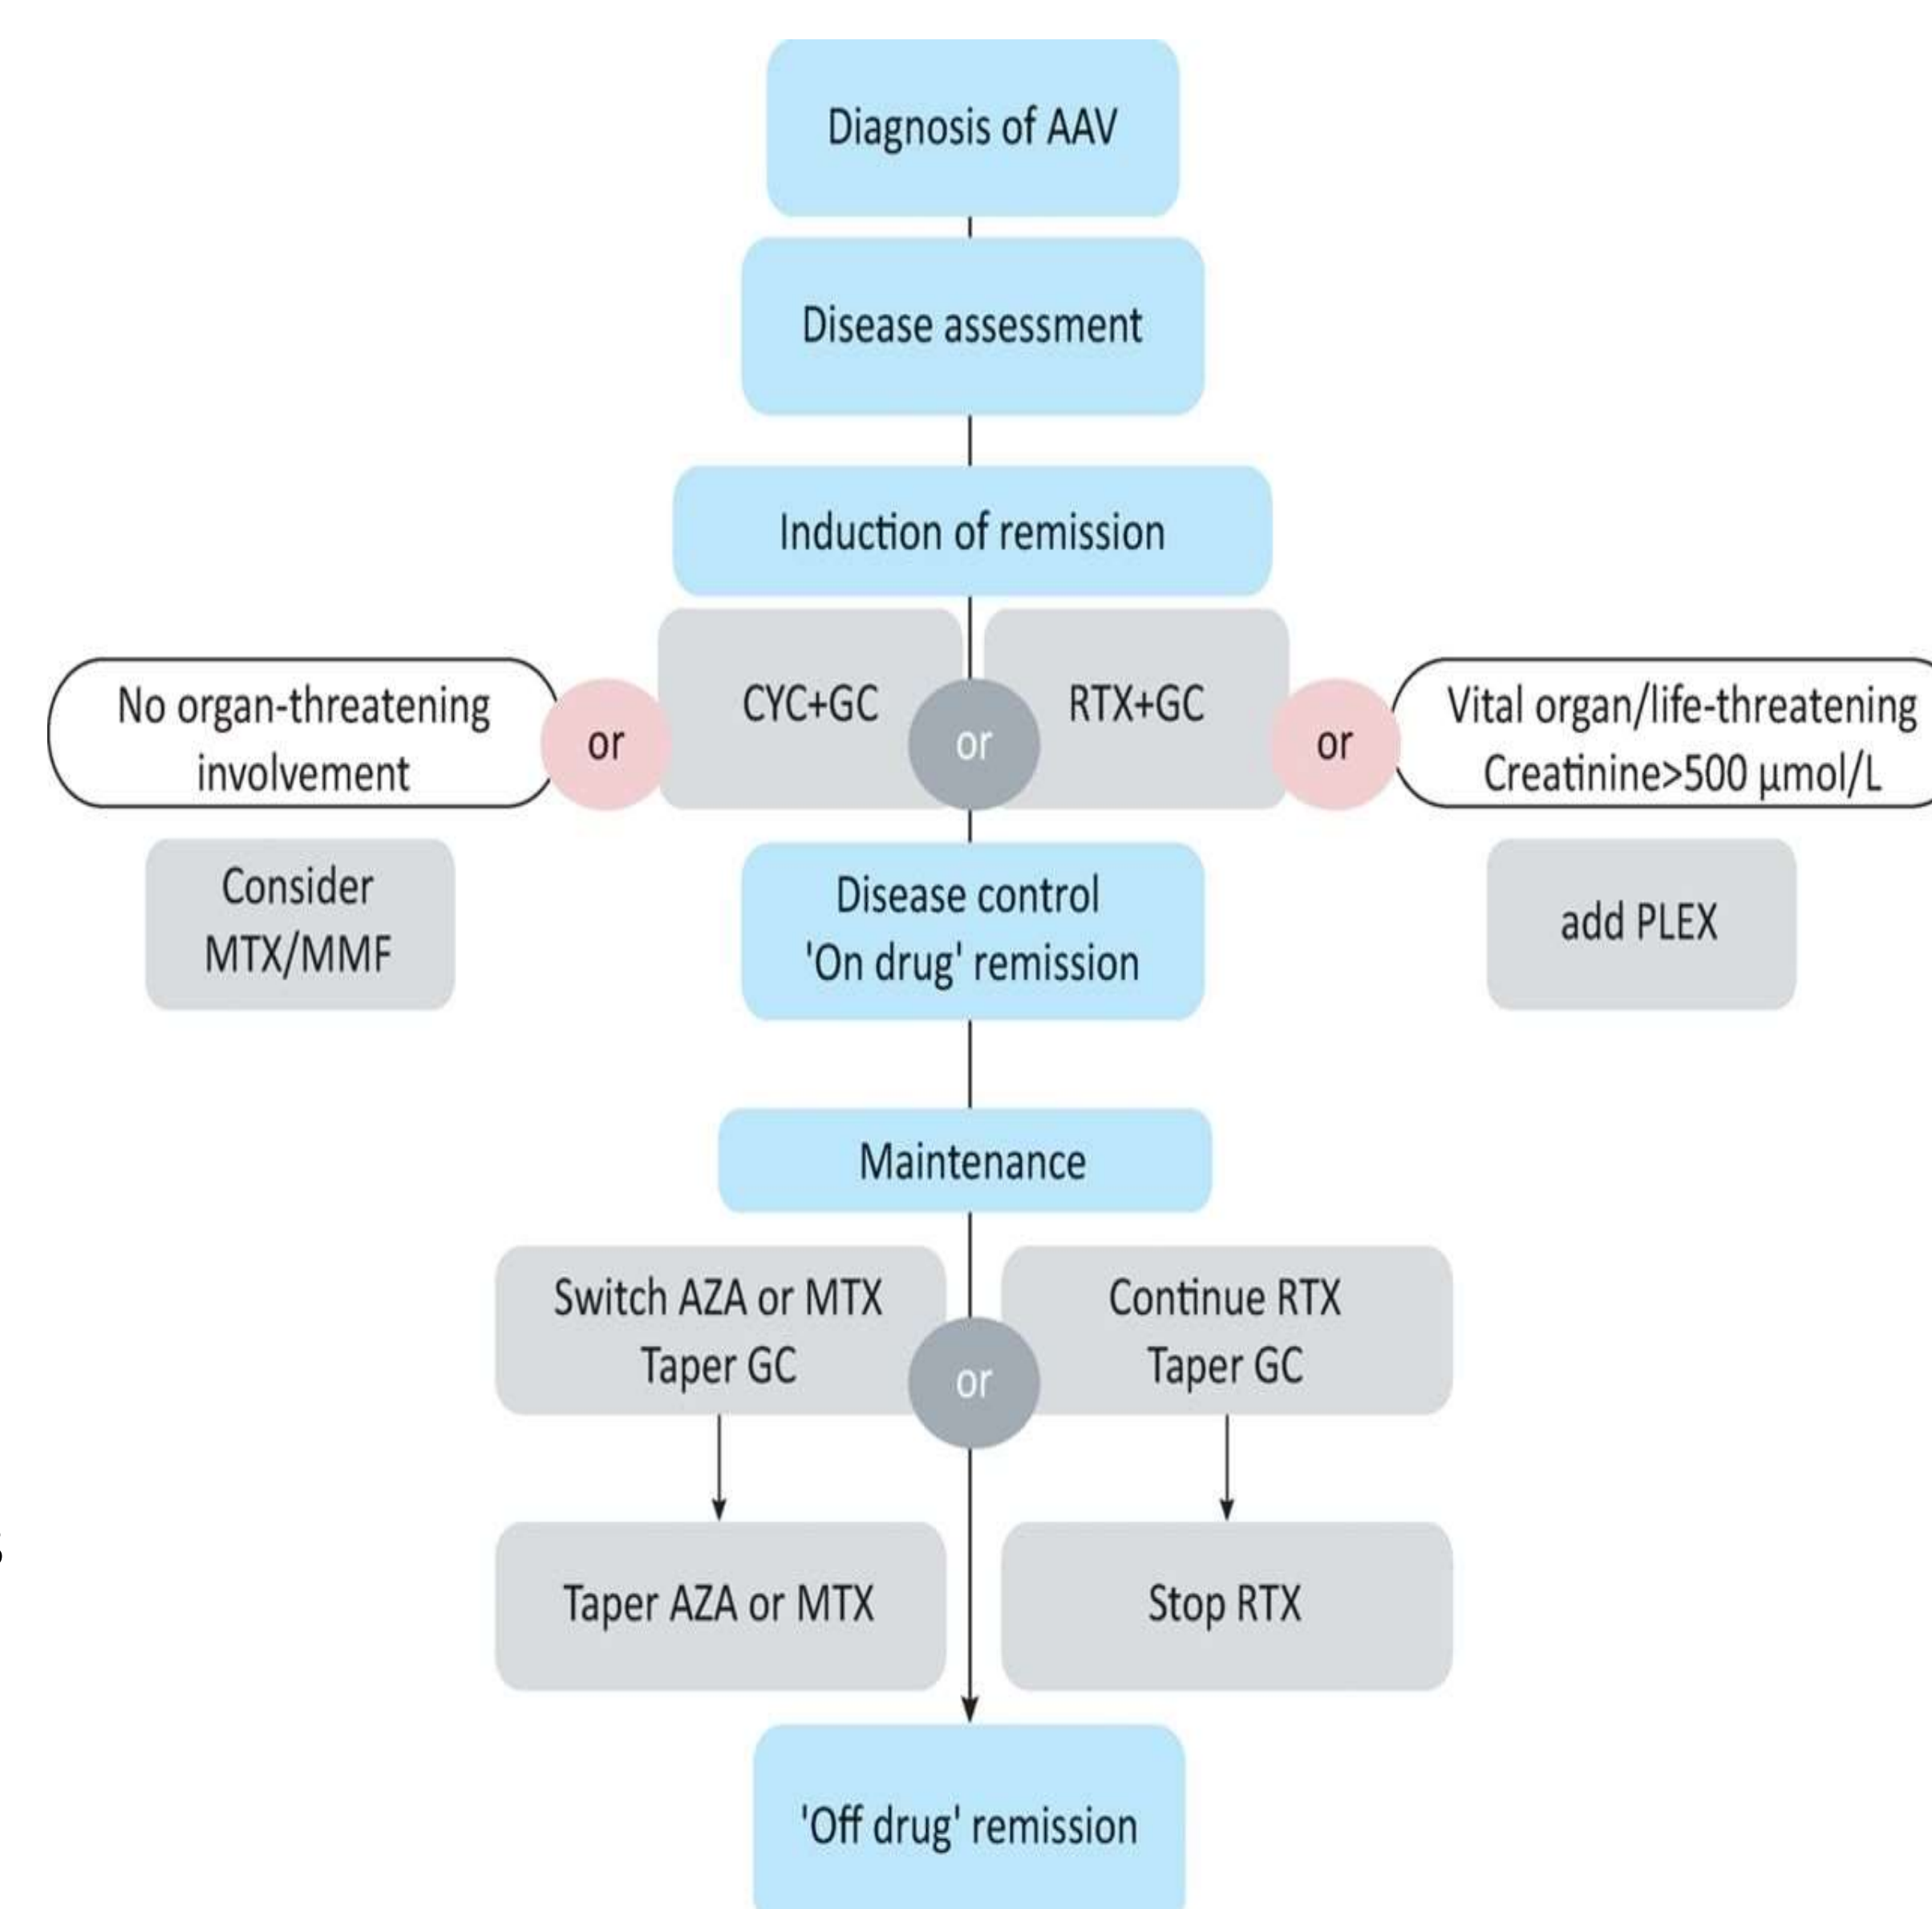 Diagnosis of AAV
Disease assessment
Induction of remission
No organ-threatening
involvement
or
CYC+GC
or
RTX+GC
or
Vital organ/life-threatening
Creatinine>500 µmol/L
Consider
MTX/MMF
Disease control
'On drug' remission
add PLEX
Maintenance
Switch AZA or MTX
Taper GC
or
Continue RTX
Taper GC
Taper AZA or MTX
Stop RTX
'Off drug' remission